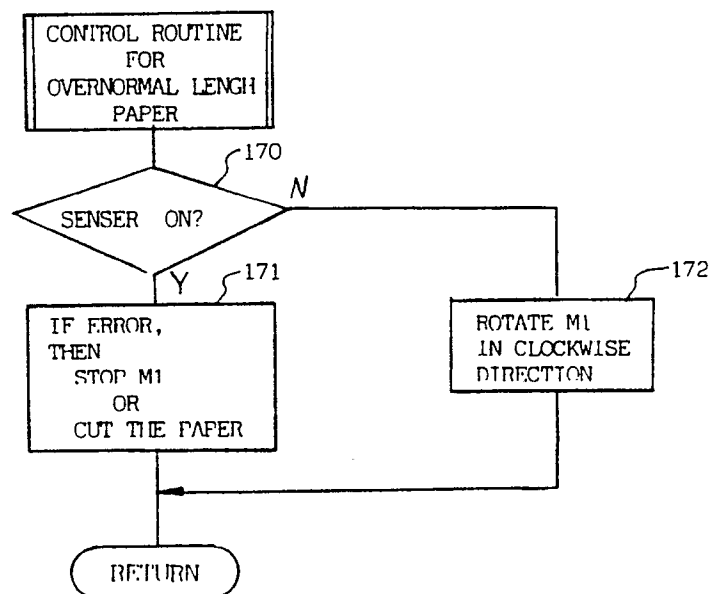 CONTROL ROUTINE
FOR
OVERNORMAL LENGH
PAPER
170
N
SENSER ON?
Y
171
172
IF ERROR,
THEN
STOP M1
OR
CUT THE PAPER
ROTATE M1
IN CLOCKWISE
DIRECTION
RETURN